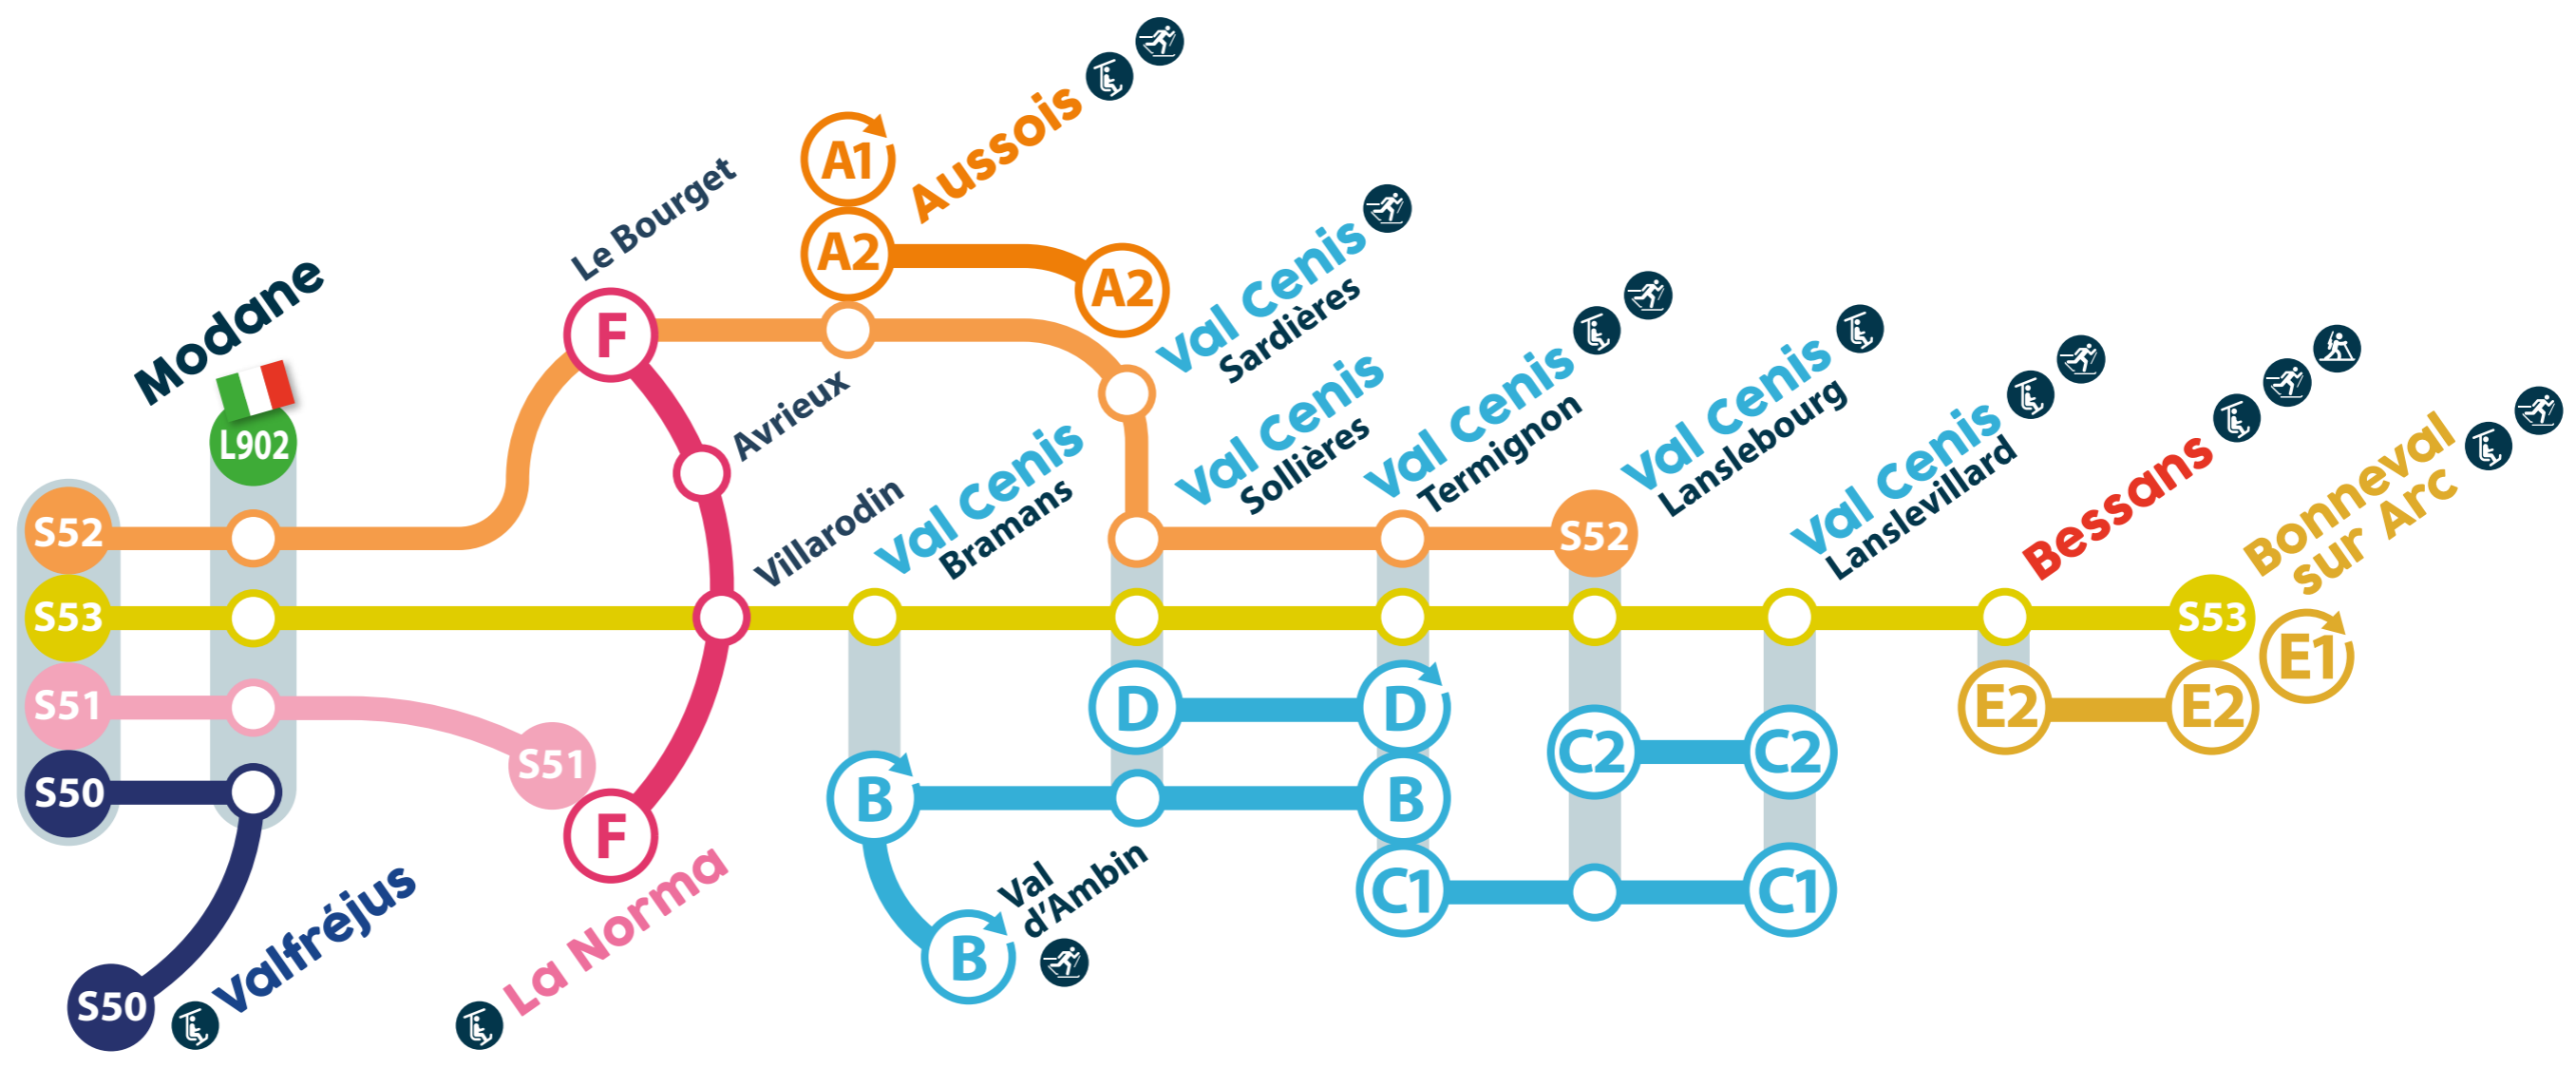 A1
Aussois
Le Bourget
A2
A2
Val Cenis
Sardières
Modane
F
L902
Avrieux
Val Cenis
Sollières
Val Cenis
Termignon
Val Cenis
Lanslebourg
Val Cenis
Lanslevillard
Bessans
Bonneval
sur Arc
Villarodin
Val Cenis
Bramans
S52
S52
S53
S53
E1
S51
S51
D
D
E2
E2
S50
B
B
C2
C2
F
C1
C1
Val
d'Ambin
B
Valfréjus
La Norma
S50